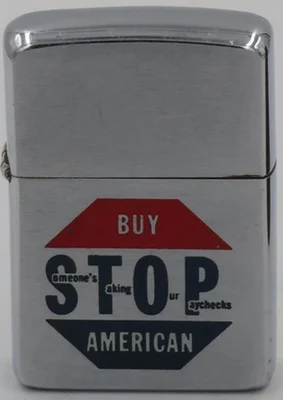 BUY
Someone's Taking Our Paychecks
AMERICAN